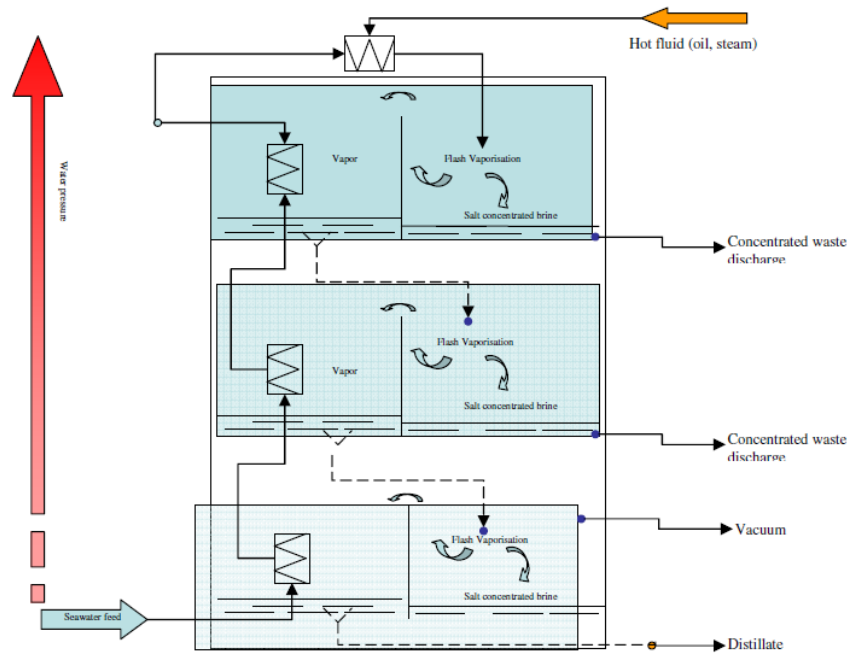 Hot fluid (oil, steam)
Vapor
Flash Vaporisation
Salt concentrated brine
Water pressure
Concentrated waste
discharge
Flash Vaporisation
Vapor
Salt concentrated brine
Concentrated waste
discharge
Vacuum
Flash Vaporisation
Salt concentrated brine
Seawater feed
Distillate